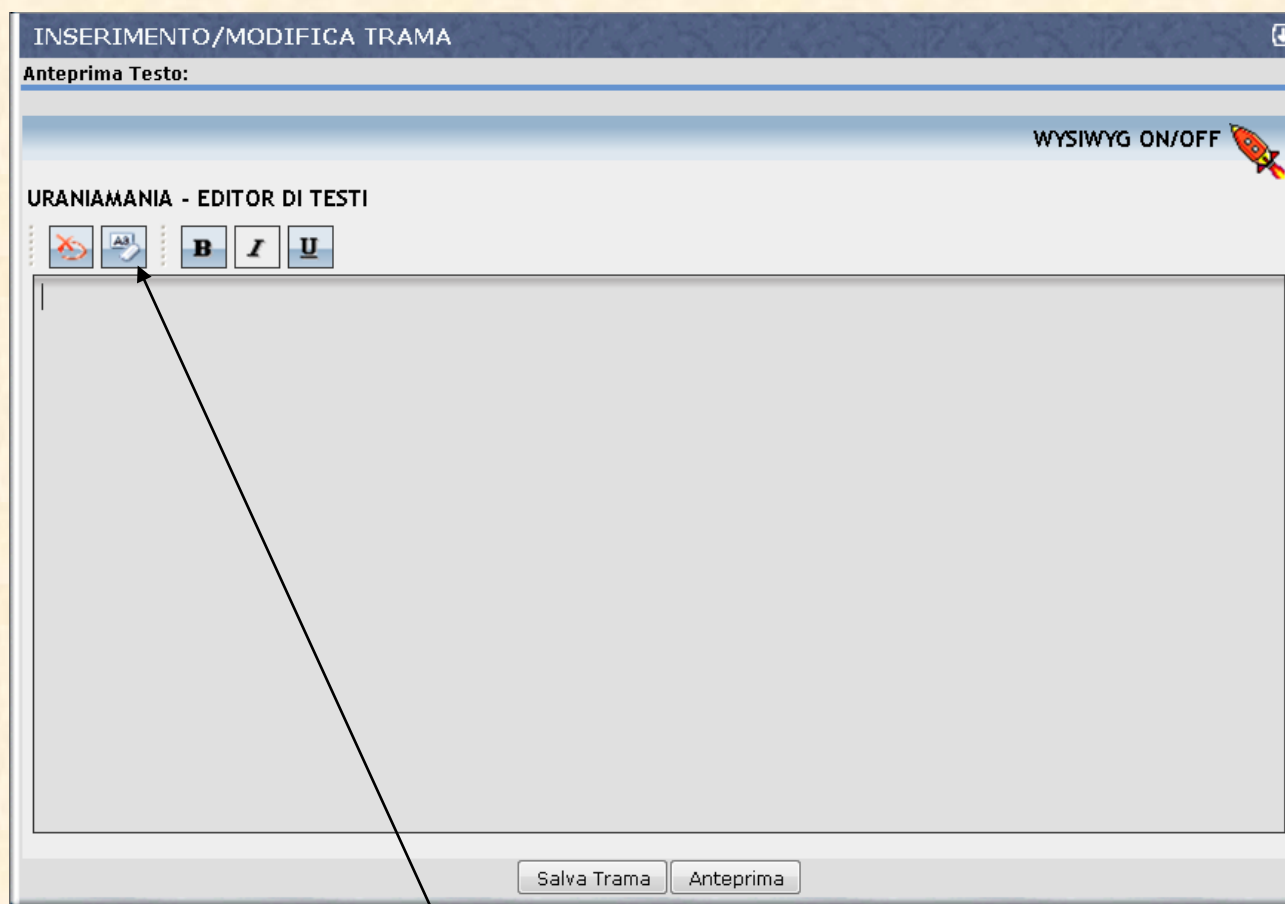 INSERIMENTO/MODIFICA TRAMA
Anteprima Testo:
WYSIWYG ON/OFF
URANIAMANIA - EDITOR DI TESTI
B I U
Salva Trama Anteprima